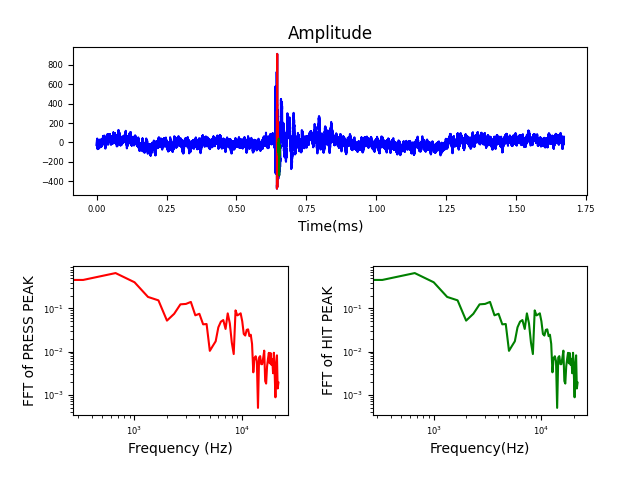 Amplitude
800
600
400
200
0
−200
−400
0.00 0.25 0.50 0.75 1.00 1.25 1.50 1.75
Time(ms)
FFT of PRESS PEAK
10⁻¹
10⁻²
10⁻³
10³ 10⁴
Frequency (Hz)
FFT of HIT PEAK
10⁻¹
10⁻²
10⁻³
10³ 10⁴
Frequency(Hz)